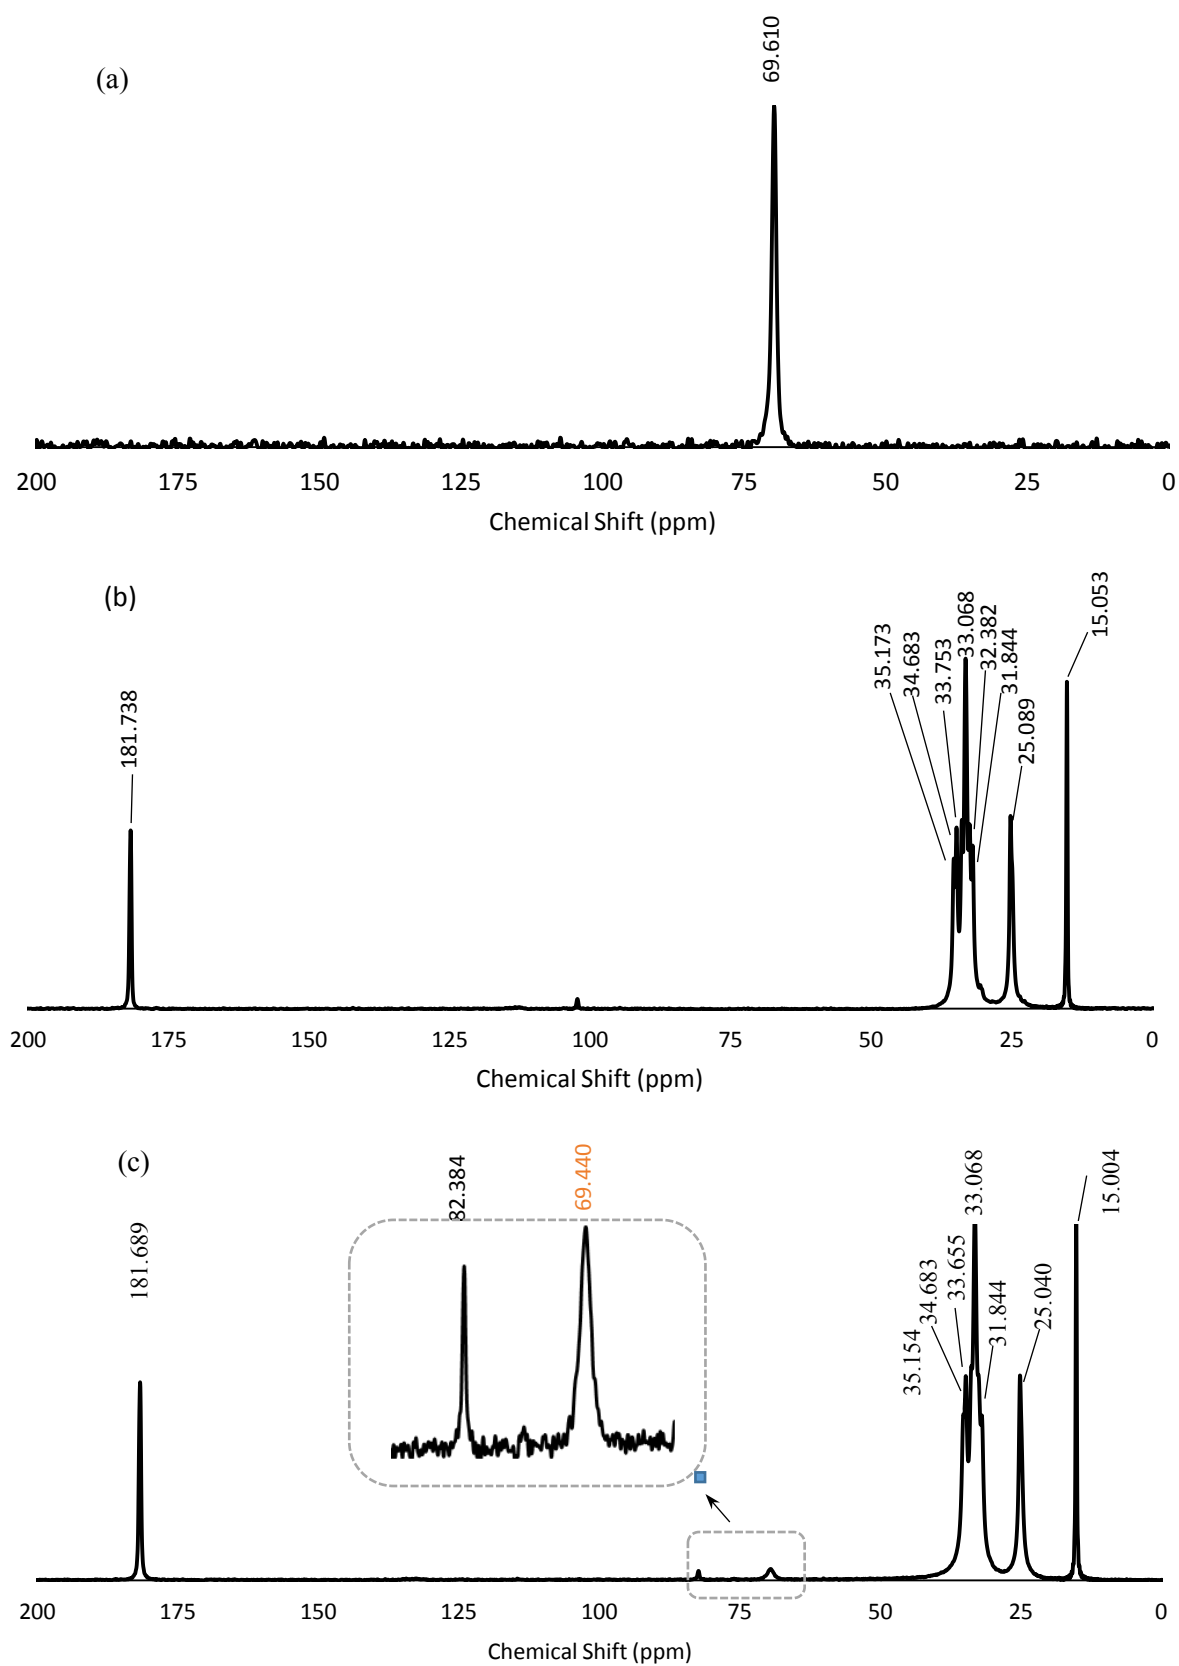 (a)
69.610
200 175 150 125 100 75 50 25 0
Chemical Shift (ppm)
(b)
181.738
35.173
34.683
33.753
33.068
32.382
31.844
25.089
15.053
200 175 150 125 100 75 50 25 0
Chemical Shift (ppm)
(c)
181.689
82.384
69.440
35.154
34.683
33.655
33.068
31.844
25.040
15.004
200 175 150 125 100 75 50 25 0
Chemical Shift (ppm)